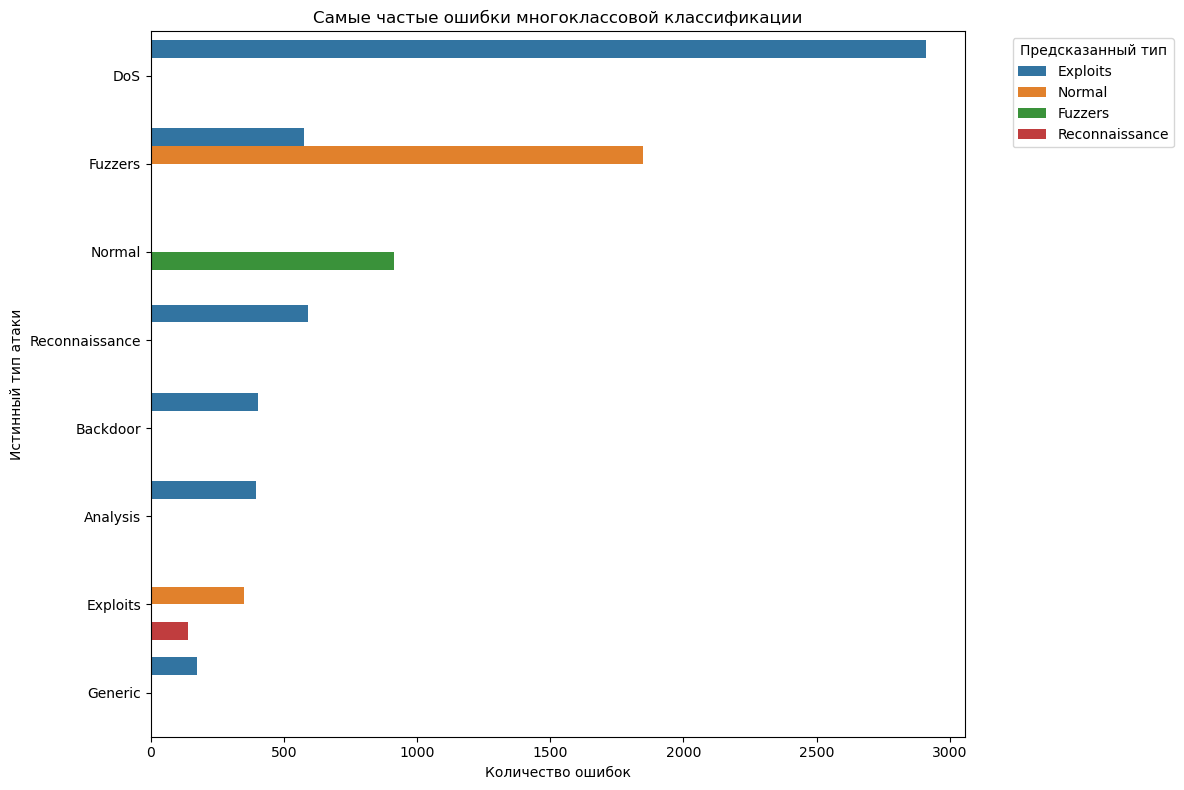 Самые частые ошибки многоклассовой классификации
Предсказанный тип
Exploits
Normal
Fuzzers
Reconnaissance
Истинный тип атаки
DoS
Fuzzers
Normal
Reconnaissance
Backdoor
Analysis
Exploits
Generic
0 500 1000 1500 2000 2500 3000
Количество ошибок